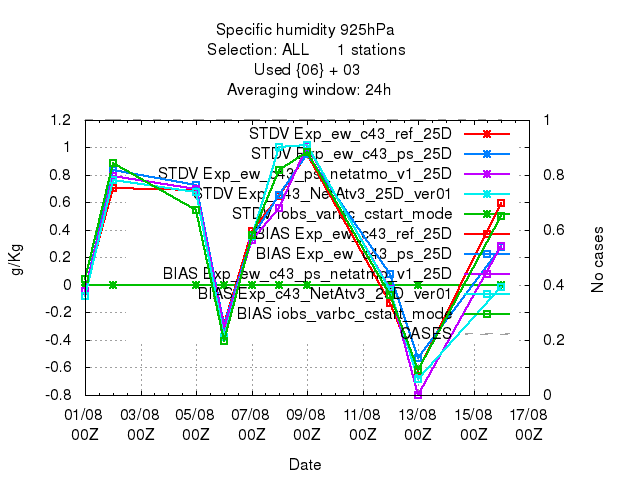 Specific humidity 925hPa
Selection: ALL 1 stations
Used {06} + 03
Averaging window: 24h
STDV Exp_ew_c43_ref_25D
STDV Exp_ew_c43_ps_25D
STDV Exp_ew_c43_ps_netatmo_v1_25D
STDV Exp_c43_NetAtv3_25D_ver01
STDV iobs_varbc_cstart_mode
BIAS Exp_ew_c43_ref_25D
BIAS Exp_ew_c43_ps_25D
BIAS Exp_ew_c43_ps_netatmo_v1_25D
BIAS Exp_c43_NetAtv3_25D_ver01
BIAS iobs_varbc_cstart_mode
CASES
g/Kg
1.2
1
0.8
0.6
0.4
0.2
0
-0.2
-0.4
-0.6
-0.8
No cases
1
0.8
0.6
0.4
0.2
0
01/08 03/08 05/08 07/08 09/08 11/08 13/08 15/08 17/08
00Z 00Z 00Z 00Z 00Z 00Z 00Z 00Z 00Z
Date